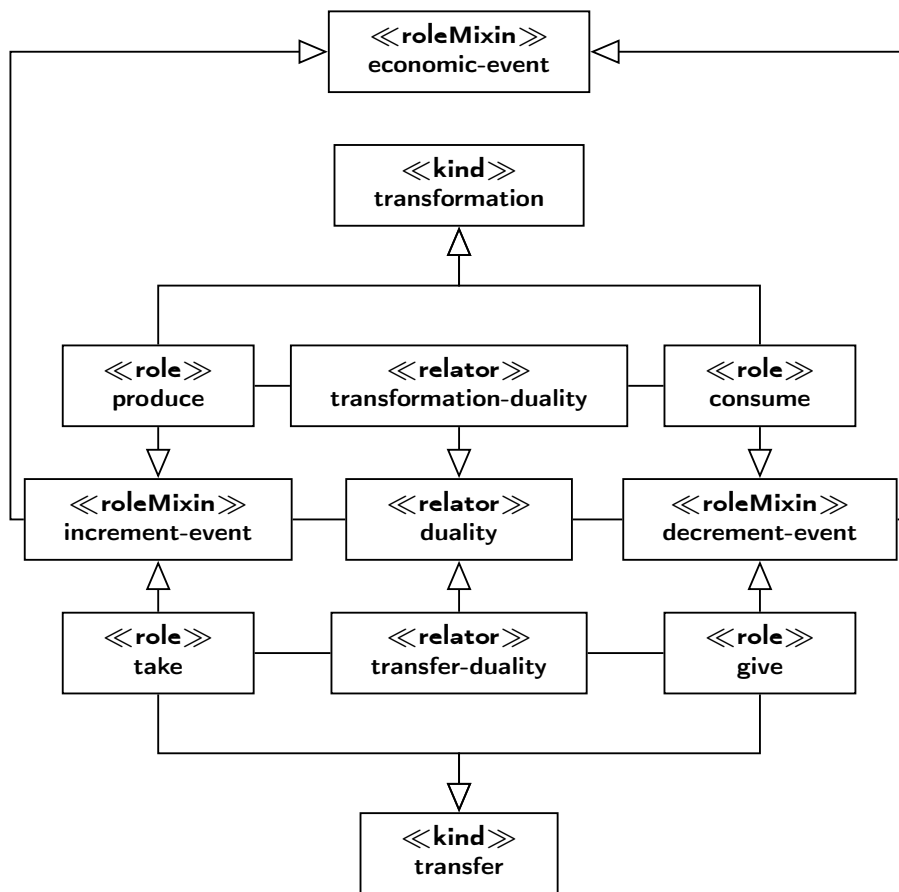 ≪roleMixin≫
economic-event
≪kind≫
transformation
≪role≫
produce
≪relator≫
transformation-duality
≪role≫
consume
≪roleMixin≫
increment-event
≪relator≫
duality
≪roleMixin≫
decrement-event
≪role≫
take
≪relator≫
transfer-duality
≪role≫
give
≪kind≫
transfer